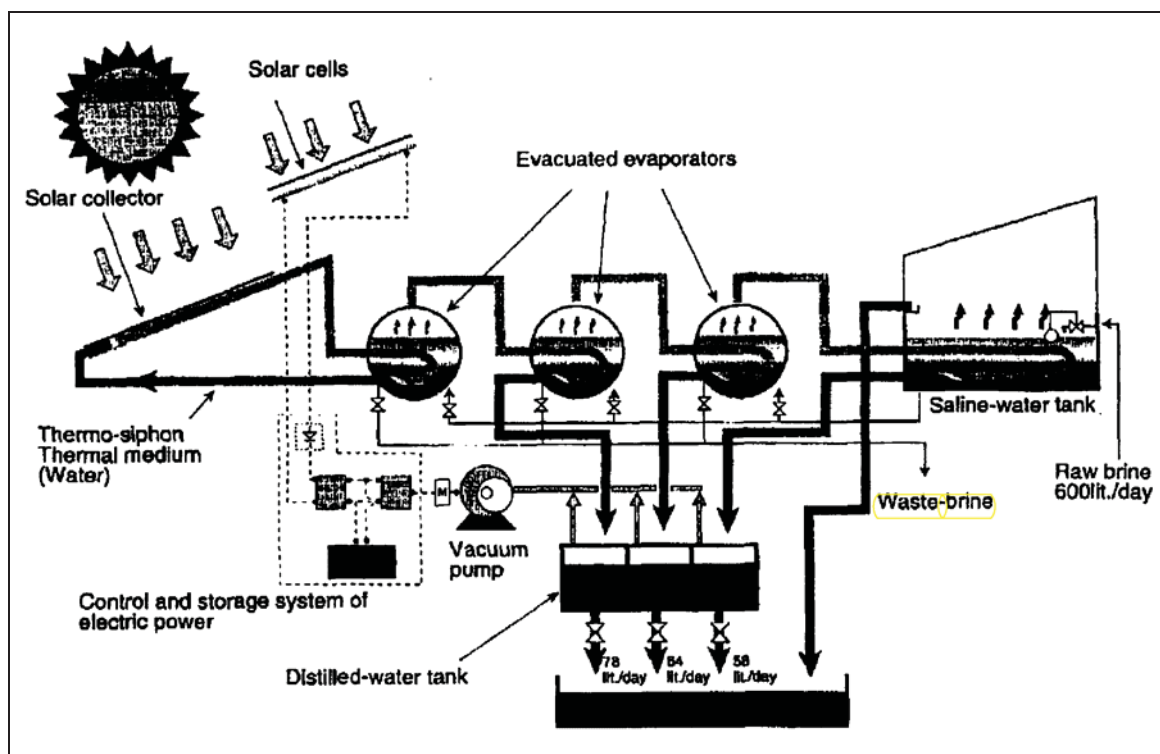 Solar cells
Solar collector
Evacuated evaporators
Saline-water tank
Raw brine
600lit./day
Waste-brine
Thermo-siphon
Thermal medium
(Water)
M
Vacuum
pump
Control and storage system of
electric power
Distilled-water tank
78
lit./day
64
lit./day
58
lit./day